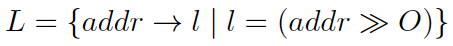 L = {addr → l | l = (addr ≫ O)}